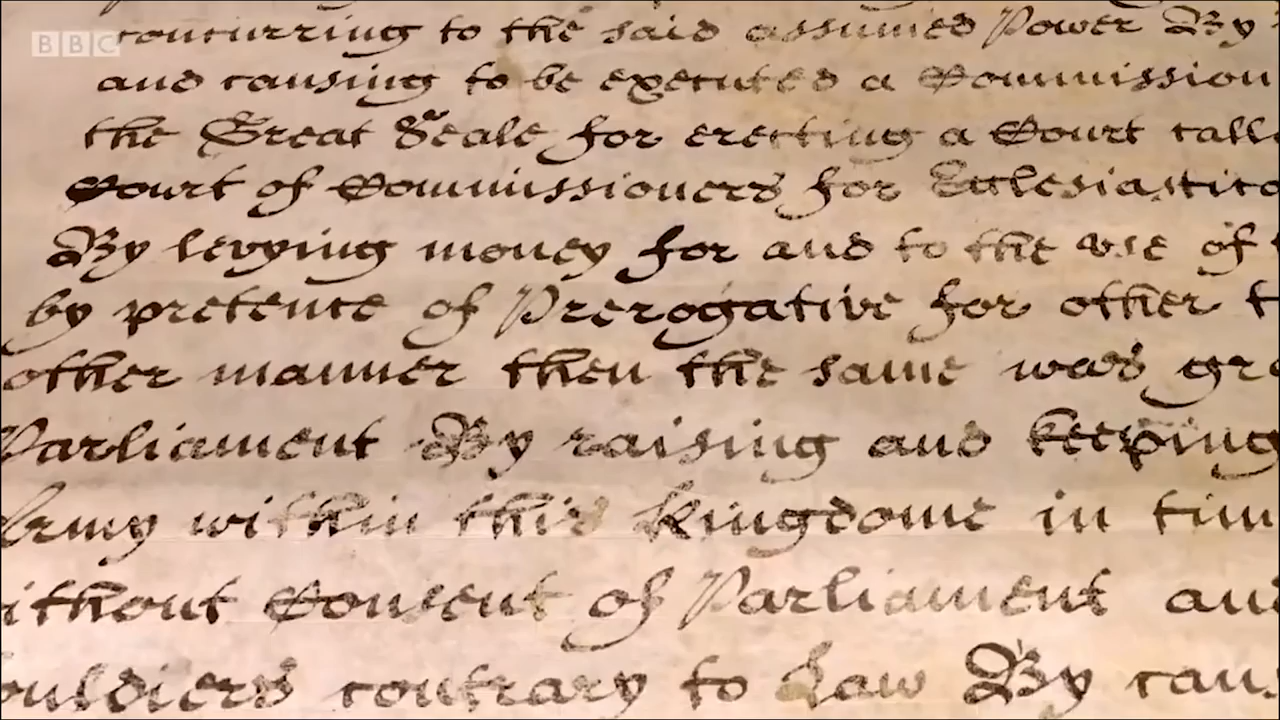 BBC
concurring to the said assumed Power By
and causing to be executed a Commission
the Great Seale for erecting a Court calle
Court of Commissioners for Ecclesiastica
By levying money for and to the use of
by pretence of Prerogative for other t
other manner then the same was gra
Parliament By raising and keeping
Army within this Kingdome in tim
ithout Consent of Parliament and
ouldiers contrary to Law By caus